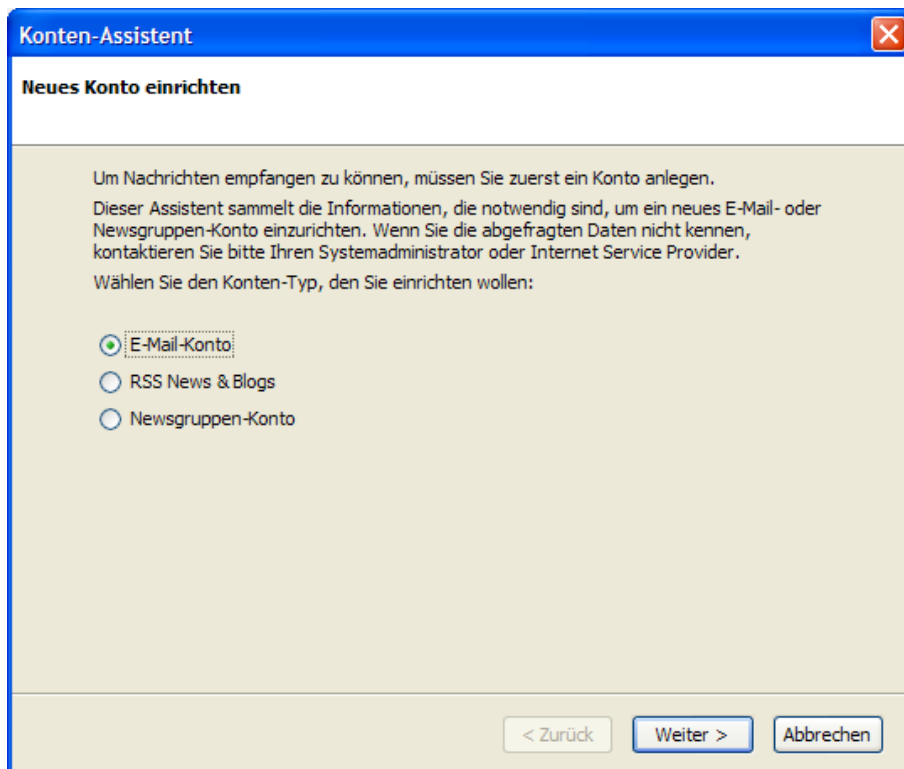 Konten-Assistent
Neues Konto einrichten
Um Nachrichten empfangen zu können, müssen Sie zuerst ein Konto anlegen.
Dieser Assistent sammelt die Informationen, die notwendig sind, um ein neues E-Mail- oder
Newsgruppen-Konto einzurichten. Wenn Sie die abgefragten Daten nicht kennen,
kontaktieren Sie bitte Ihren Systemadministrator oder Internet Service Provider.
Wählen Sie den Konten-Typ, den Sie einrichten wollen:
E-Mail-Konto
RSS News & Blogs
Newsgruppen-Konto
< Zurück Weiter > Abbrechen